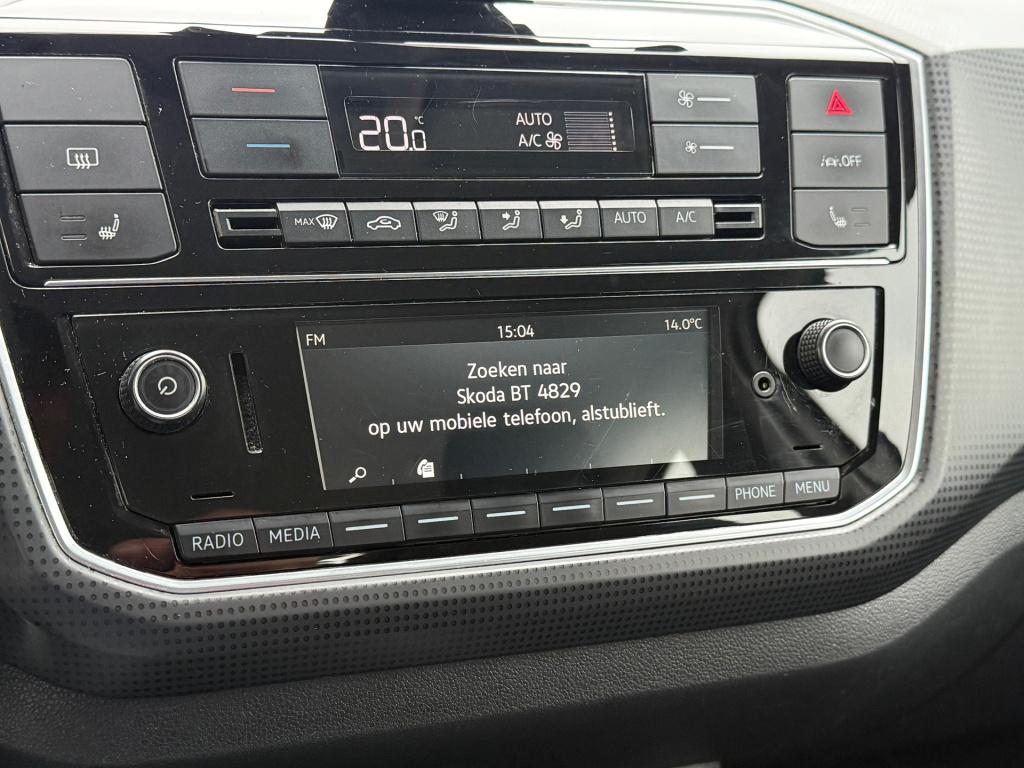 20.0 °C
AUTO
A/C
OFF
MAX
AUTO
A/C
FM 15:04 14.0°C
Zoeken naar
Skoda BT 4829
op uw mobiele telefoon, alstublieft.
RADIO MEDIA PHONE MENU